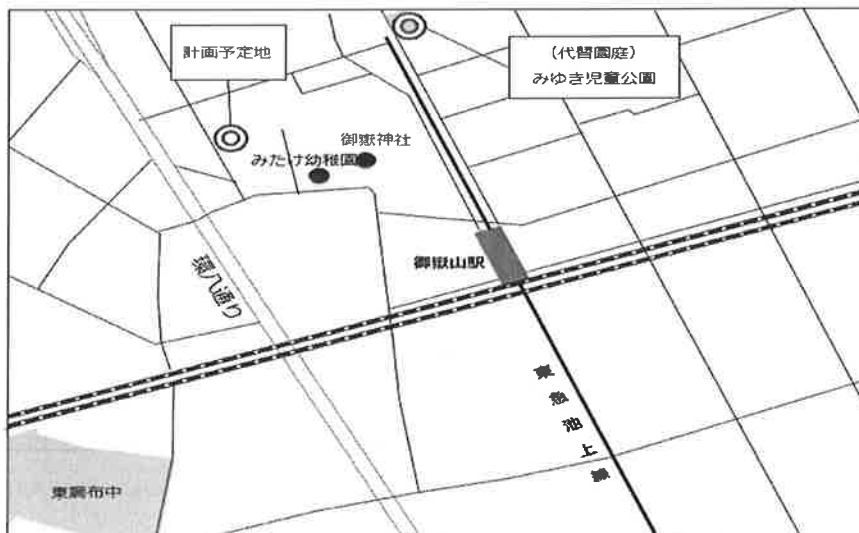 計画予定地
(代替園庭)
みゆき児童公園
御嶽神社
みたけ幼稚園
御嶽山駅
環八通り
東急池上線
東調布中